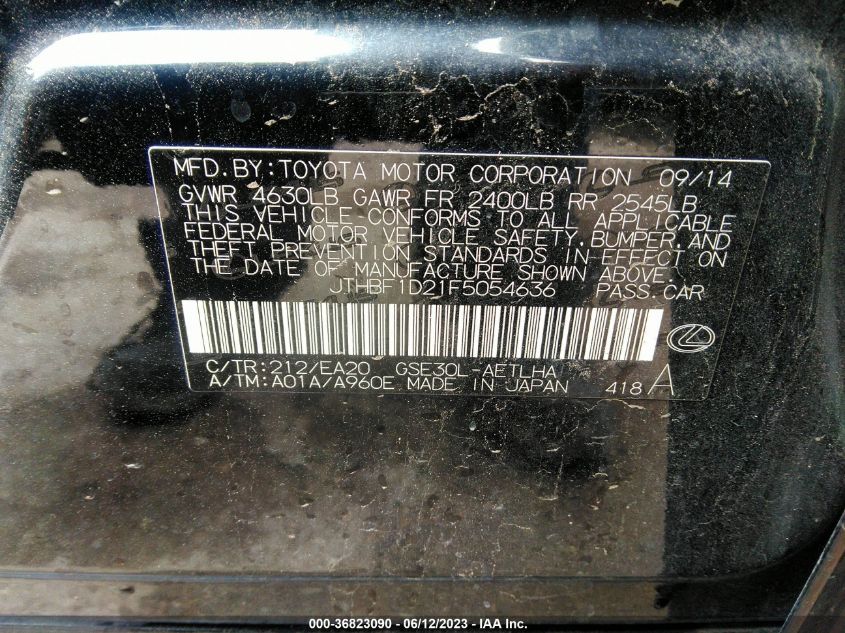 MFD.BY:TOYOTA MOTOR CORPORATION 09/14
GVWR 4630LB GAWR FR 2400LB RR 2545LB
THIS VEHICLE CONFORMS TO ALL APPLICABLE
FEDERAL MOTOR VEHICLE SAFETY,BUMPER,AND
THEFT PREVENTION STANDARDS IN EFFECT ON
THE DATE OF MANUFACTURE SHOWN ABOVE.
JTHBF1D21F5054636 PASS.CAR
C/TR:212/EA20 GSE30L-AETLHA
A/TM:A01A/A960E MADE IN JAPAN 418 A
000-36823090 - 06/12/2023 - IAA Inc.